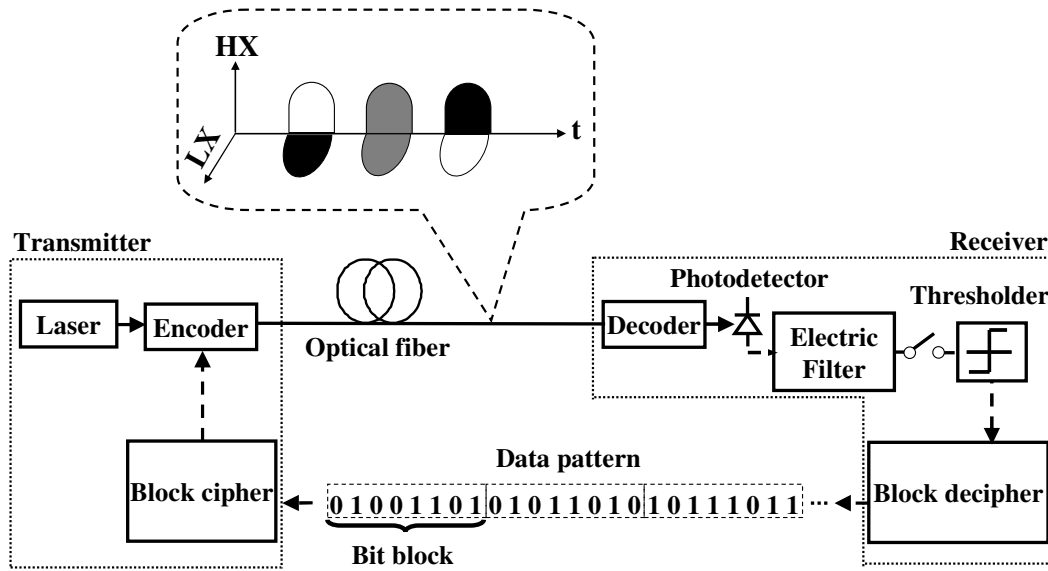 HX
LX
t
Transmitter
Receiver
Laser
Encoder
Optical fiber
Decoder
Photodetector
Electric
Filter
Thresholder
Block cipher
Data pattern
0 1 0 0 1 1 0 1 0 1 0 1 1 0 1 0 1 0 1 1 1 0 1 1 ...
Bit block
Block decipher